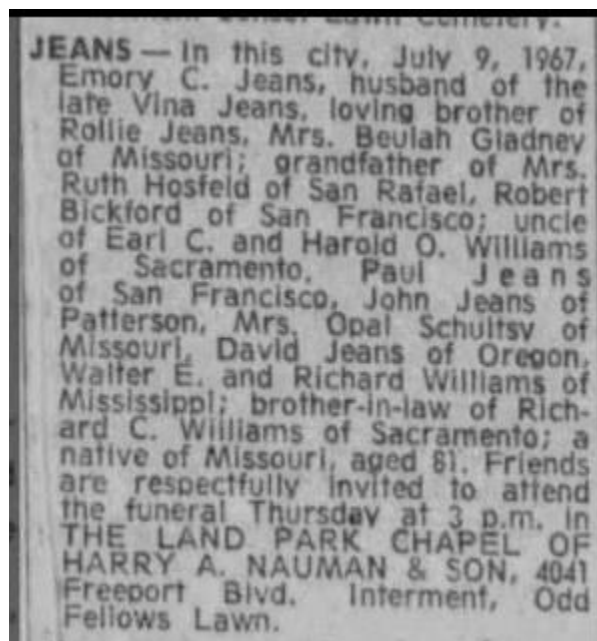 Sunset Lawn Cemetery.
JEANS — In this city, July 9, 1967,
Emory C. Jeans, husband of the
late Vina Jeans, loving brother of
Rollie Jeans, Mrs. Beulah Gladney
of Missouri; grandfather of Mrs.
Ruth Hosfeld of San Rafael, Robert
Bickford of San Francisco; uncle
of Earl C. and Harold O. Williams
of Sacramento, Paul Jeans
of San Francisco, John Jeans of
Patterson, Mrs. Opal Schultsy of
Missouri, David Jeans of Oregon,
Walter E. and Richard Williams of
Mississippi; brother-in-law of Rich-
ard C. Williams of Sacramento; a
native of Missouri, aged 81. Friends
are respectfully invited to attend
the funeral Thursday at 3 p.m. in
THE LAND PARK CHAPEL OF
HARRY A. NAUMAN & SON, 4041
Freeport Blvd. Interment, Odd
Fellows Lawn.